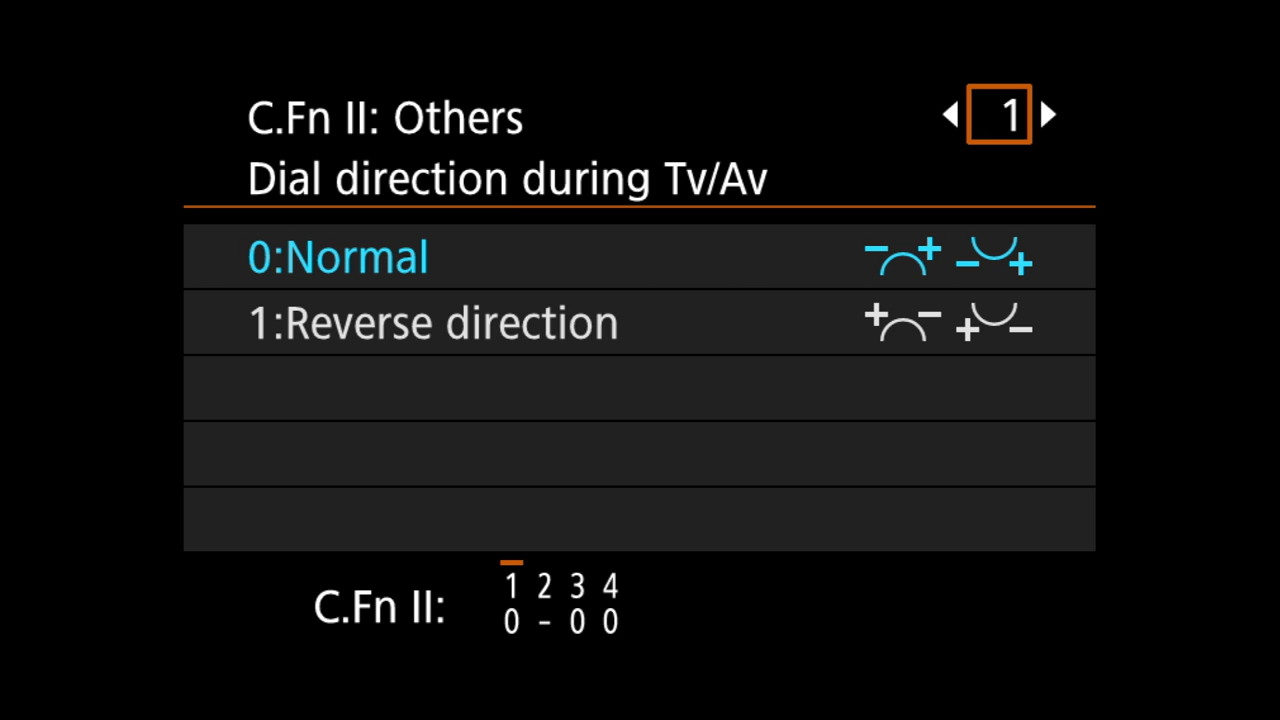 C.Fn II: Others 1
Dial direction during Tv/Av
0:Normal − + − +
1:Reverse direction + − + −
C.Fn II: 1 2 3 4
0 - 0 0